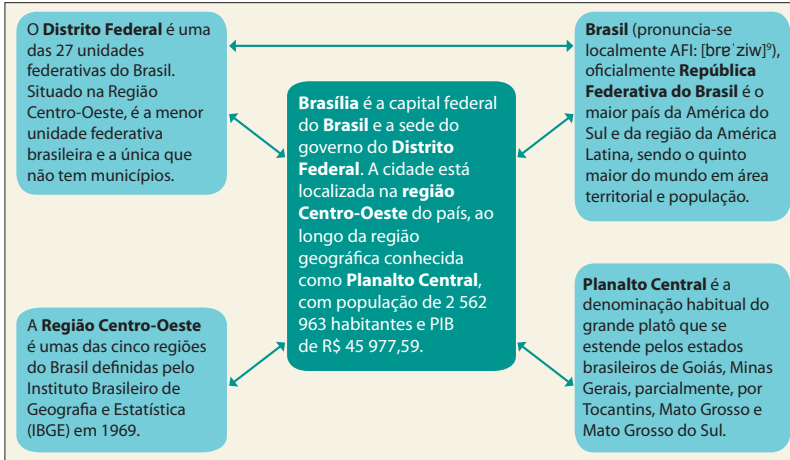 O Distrito Federal é uma
das 27 unidades
federativas do Brasil.
Situado na Região
Centro-Oeste, é a menor
unidade federativa
brasileira e a única que
não tem municípios.
Brasil (pronuncia-se
localmente AFI: [bɾɐˈziw]⁹),
oficialmente República
Federativa do Brasil é o
maior país da América do
Sul e da região da América
Latina, sendo o quinto
maior do mundo em área
territorial e população.
Brasília é a capital federal
do Brasil e a sede do
governo do Distrito
Federal. A cidade está
localizada na região
Centro-Oeste do país, ao
longo da região
geográfica conhecida
como Planalto Central,
com população de 2 562
963 habitantes e PIB
de R$ 45 977,59.
A Região Centro-Oeste
é umas das cinco regiões
do Brasil definidas pelo
Instituto Brasileiro de
Geografia e Estatística
(IBGE) em 1969.
Planalto Central é a
denominação habitual do
grande platô que se
estende pelos estados
brasileiros de Goiás, Minas
Gerais, parcialmente, por
Tocantins, Mato Grosso e
Mato Grosso do Sul.